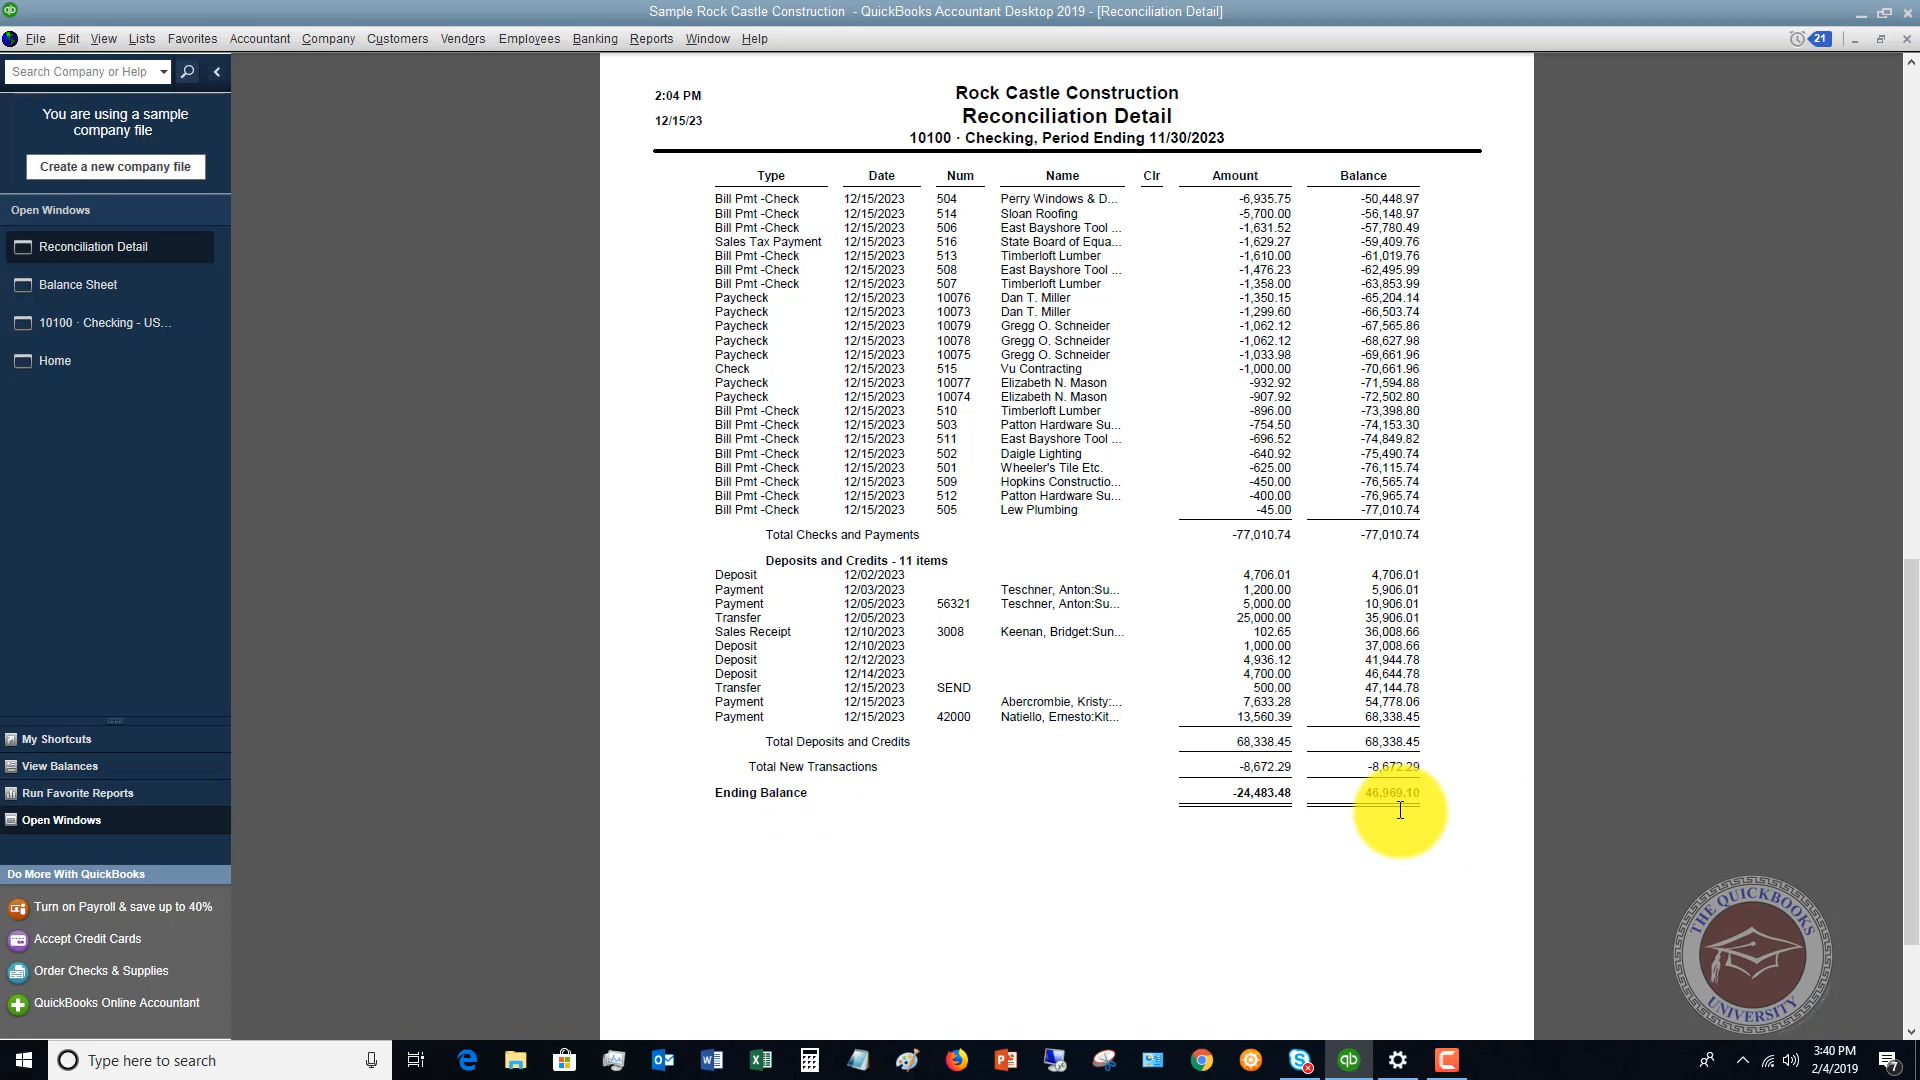 Sample Rock Castle Construction - QuickBooks Accountant Desktop 2019 - [Reconciliation Detail]
File Edit View Lists Favorites Accountant Company Customers Vendors Employees Banking Reports Window Help 21
Search Company or Help
You are using a sample
company file
Create a new company file
Open Windows
Reconciliation Detail
Balance Sheet
10100 · Checking - US...
Home
My Shortcuts
View Balances
Run Favorite Reports
Open Windows
Do More With QuickBooks
Turn on Payroll & save up to 40%
Accept Credit Cards
Order Checks & Supplies
QuickBooks Online Accountant
2:04 PM
12/15/23
Rock Castle Construction
Reconciliation Detail
10100 · Checking, Period Ending 11/30/2023
Type Date Num Name Clr Amount Balance
Bill Pmt -Check 12/15/2023 504 Perry Windows & D... -6,935.75 -50,448.97
Bill Pmt -Check 12/15/2023 514 Sloan Roofing -5,700.00 -56,148.97
Bill Pmt -Check 12/15/2023 506 East Bayshore Tool ... -1,631.52 -57,780.49
Sales Tax Payment 12/15/2023 516 State Board of Equa... -1,629.27 -59,409.76
Bill Pmt -Check 12/15/2023 513 Timberloft Lumber -1,610.00 -61,019.76
Bill Pmt -Check 12/15/2023 508 East Bayshore Tool ... -1,476.23 -62,495.99
Bill Pmt -Check 12/15/2023 507 Timberloft Lumber -1,358.00 -63,853.99
Paycheck 12/15/2023 10076 Dan T. Miller -1,350.15 -65,204.14
Paycheck 12/15/2023 10073 Dan T. Miller -1,299.60 -66,503.74
Paycheck 12/15/2023 10079 Gregg O. Schneider -1,062.12 -67,565.86
Paycheck 12/15/2023 10078 Gregg O. Schneider -1,062.12 -68,627.98
Paycheck 12/15/2023 10075 Gregg O. Schneider -1,033.98 -69,661.96
Check 12/15/2023 515 Vu Contracting -1,000.00 -70,661.96
Paycheck 12/15/2023 10077 Elizabeth N. Mason -932.92 -71,594.88
Paycheck 12/15/2023 10074 Elizabeth N. Mason -907.92 -72,502.80
Bill Pmt -Check 12/15/2023 510 Timberloft Lumber -896.00 -73,398.80
Bill Pmt -Check 12/15/2023 503 Patton Hardware Su... -754.50 -74,153.30
Bill Pmt -Check 12/15/2023 511 East Bayshore Tool ... -696.52 -74,849.82
Bill Pmt -Check 12/15/2023 502 Daigle Lighting -640.92 -75,490.74
Bill Pmt -Check 12/15/2023 501 Wheeler's Tile Etc. -625.00 -76,115.74
Bill Pmt -Check 12/15/2023 509 Hopkins Constructio... -450.00 -76,565.74
Bill Pmt -Check 12/15/2023 512 Patton Hardware Su... -400.00 -76,965.74
Bill Pmt -Check 12/15/2023 505 Lew Plumbing -45.00 -77,010.74
Total Checks and Payments -77,010.74 -77,010.74
Deposits and Credits - 11 items
Deposit 12/02/2023 4,706.01 4,706.01
Payment 12/03/2023 Teschner, Anton:Su... 1,200.00 5,906.01
Payment 12/05/2023 56321 Teschner, Anton:Su... 5,000.00 10,906.01
Transfer 12/05/2023 25,000.00 35,906.01
Sales Receipt 12/10/2023 3008 Keenan, Bridget:Sun... 102.65 36,008.66
Deposit 12/10/2023 1,000.00 37,008.66
Deposit 12/12/2023 4,936.12 41,944.78
Deposit 12/14/2023 4,700.00 46,644.78
Transfer 12/15/2023 SEND 500.00 47,144.78
Payment 12/15/2023 Abercrombie, Kristy:... 7,633.28 54,778.06
Payment 12/15/2023 42000 Natiello, Ernesto:Kit... 13,560.39 68,338.45
Total Deposits and Credits 68,338.45 68,338.45
Total New Transactions -8,672.29 -8,672.29
Ending Balance -24,483.48 46,969.10
THE QUICKBOOKS
UNIVERSITY
Type here to search
3:40 PM
2/4/2019
7